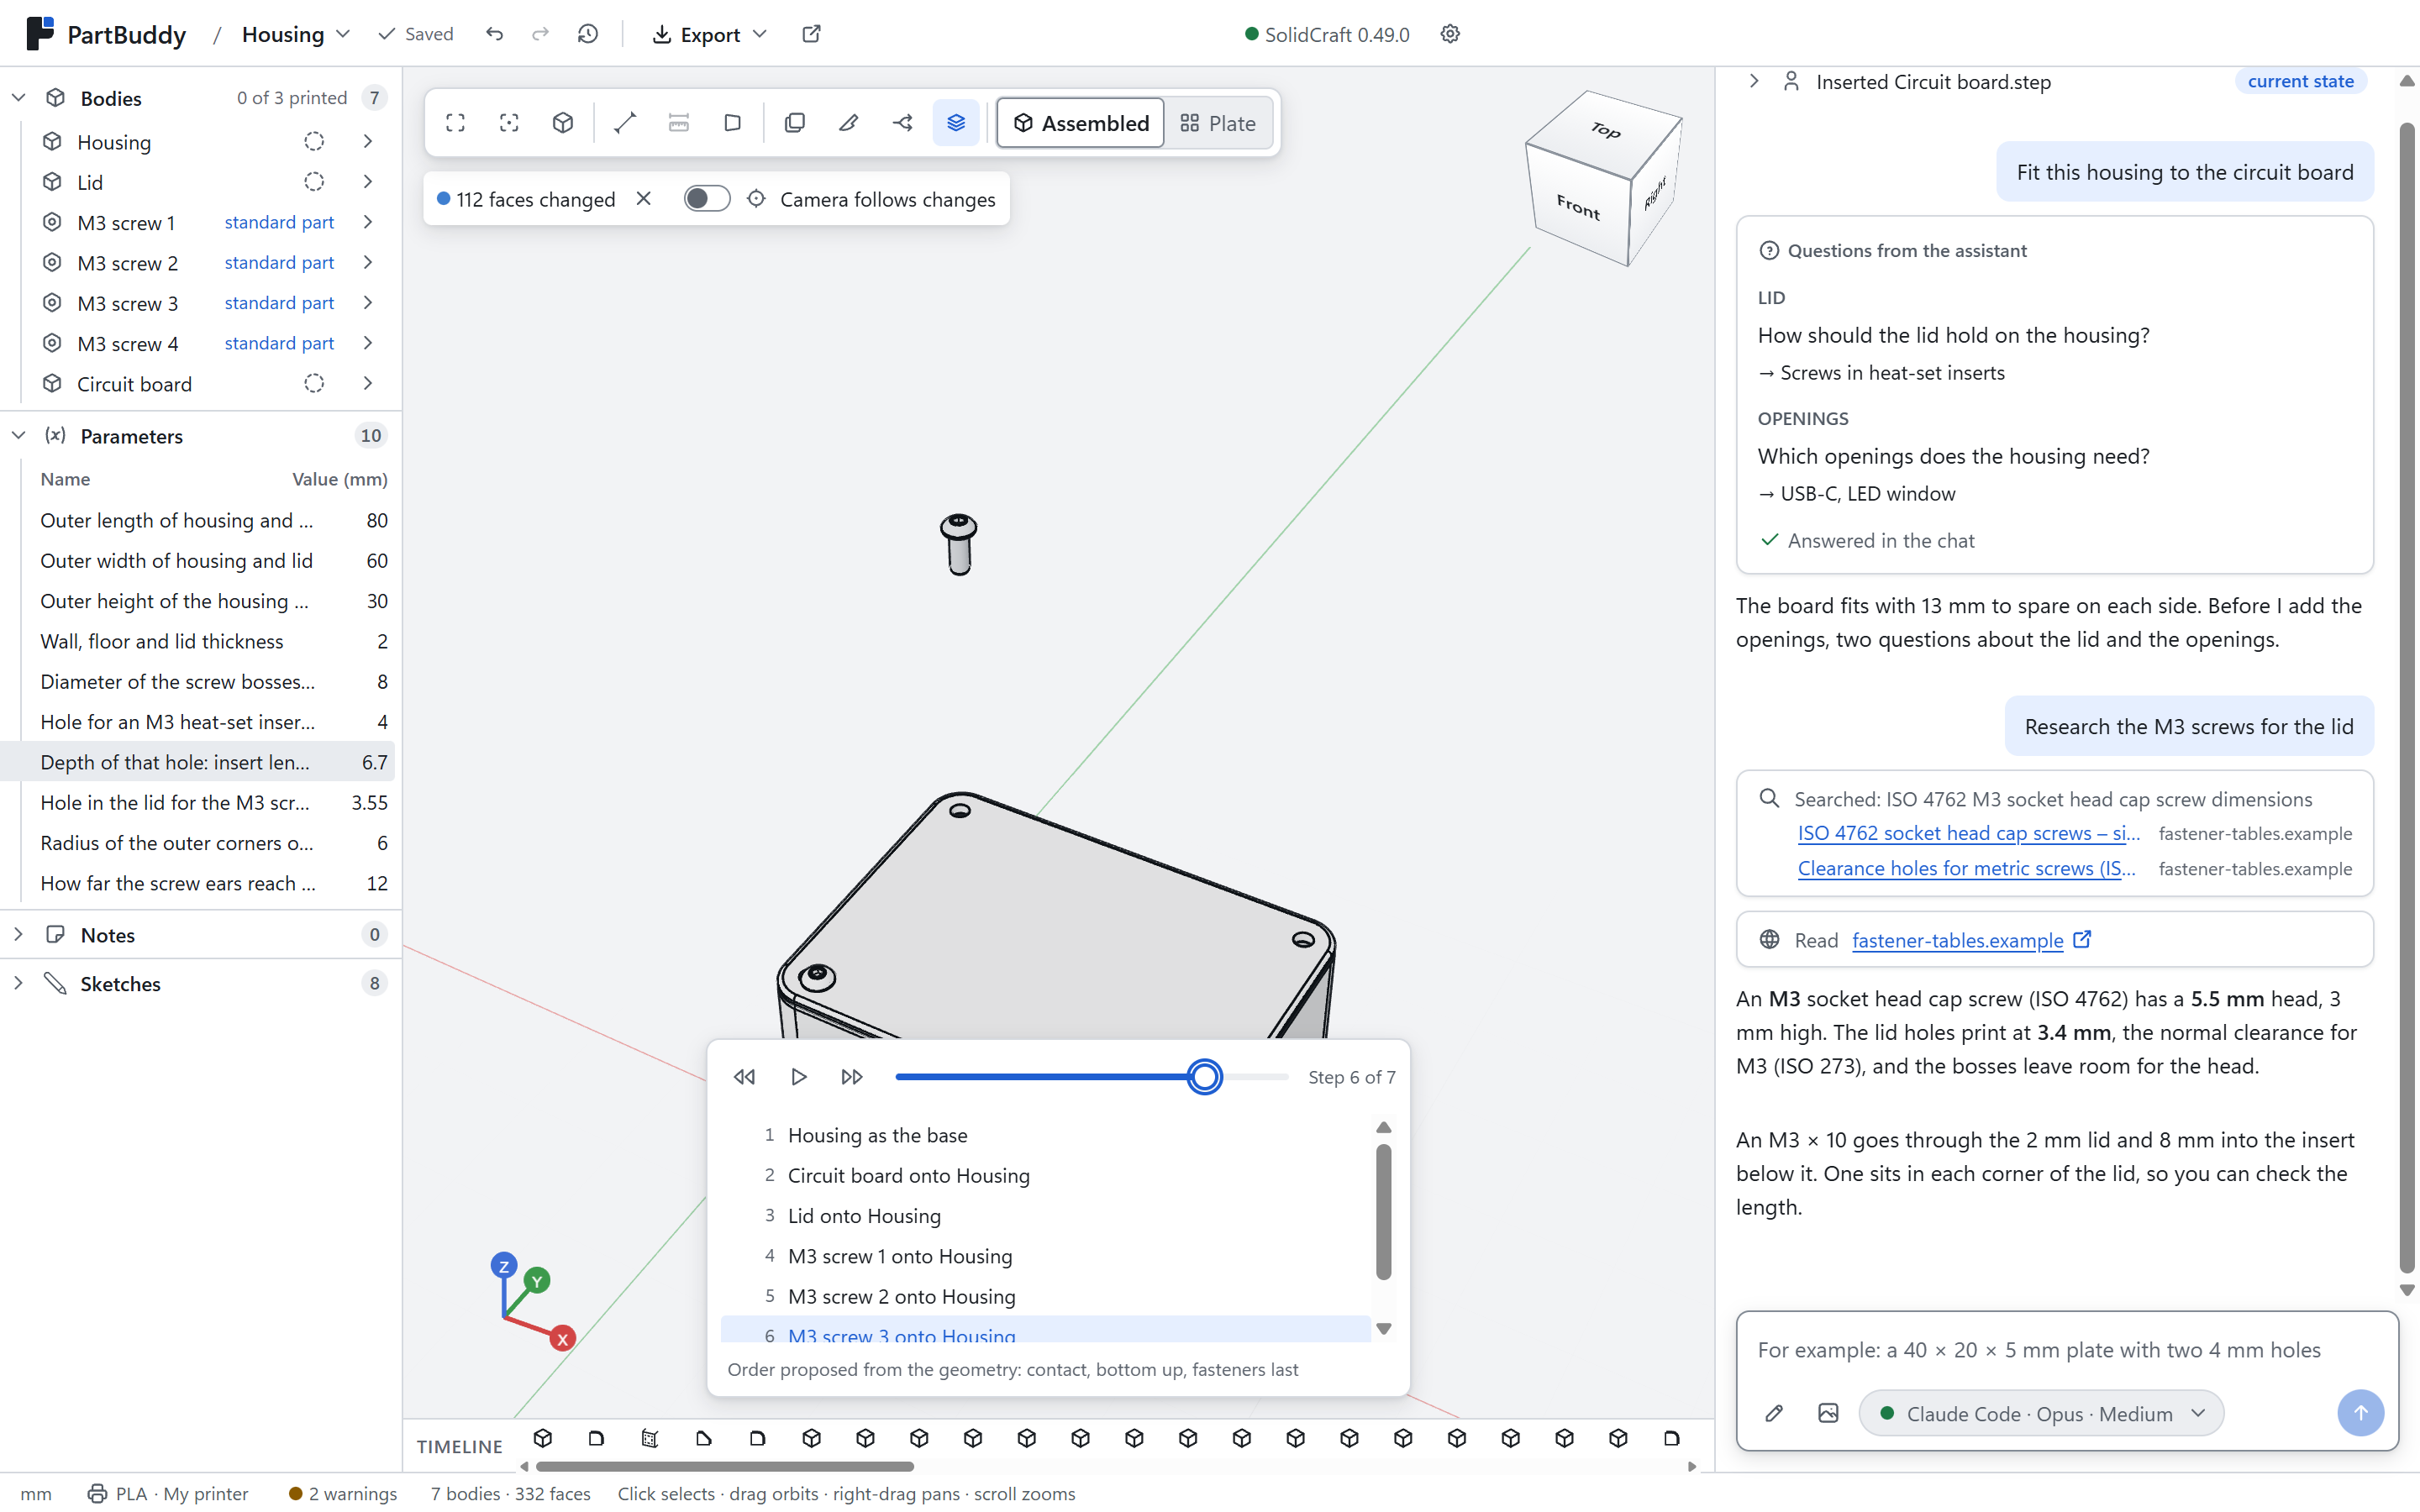 PartBuddy / Housing Saved Export SolidCraft 0.49.0
Bodies 0 of 3 printed 7
Housing
Lid
M3 screw 1 standard part
M3 screw 2 standard part
M3 screw 3 standard part
M3 screw 4 standard part
Circuit board
(x) Parameters 10
Name Value (mm)
Outer length of housing and ... 80
Outer width of housing and lid 60
Outer height of the housing ... 30
Wall, floor and lid thickness 2
Diameter of the screw bosses... 8
Hole for an M3 heat-set inser... 4
Depth of that hole: insert len... 6.7
Hole in the lid for the M3 scr... 3.55
Radius of the outer corners o... 6
How far the screw ears reach ... 12
Notes 0
Sketches 8
Assembled Plate
112 faces changed Camera follows changes
Top
Front
Right
Step 6 of 7
1 Housing as the base
2 Circuit board onto Housing
3 Lid onto Housing
4 M3 screw 1 onto Housing
5 M3 screw 2 onto Housing
6 M3 screw 3 onto Housing
Order proposed from the geometry: contact, bottom up, fasteners last
Z
Y
X
TIMELINE
Inserted Circuit board.step current state
Fit this housing to the circuit board
Questions from the assistant
LID
How should the lid hold on the housing?
→ Screws in heat-set inserts
OPENINGS
Which openings does the housing need?
→ USB-C, LED window
Answered in the chat
The board fits with 13 mm to spare on each side. Before I add the
openings, two questions about the lid and the openings.
Research the M3 screws for the lid
Searched: ISO 4762 M3 socket head cap screw dimensions
ISO 4762 socket head cap screws – si... fastener-tables.example
Clearance holes for metric screws (IS... fastener-tables.example
Read fastener-tables.example
An M3 socket head cap screw (ISO 4762) has a 5.5 mm head, 3
mm high. The lid holes print at 3.4 mm, the normal clearance for
M3 (ISO 273), and the bosses leave room for the head.
An M3 × 10 goes through the 2 mm lid and 8 mm into the insert
below it. One sits in each corner of the lid, so you can check the
length.
For example: a 40 × 20 × 5 mm plate with two 4 mm holes
Claude Code · Opus · Medium
mm PLA · My printer 2 warnings 7 bodies · 332 faces Click selects · drag orbits · right-drag pans · scroll zooms